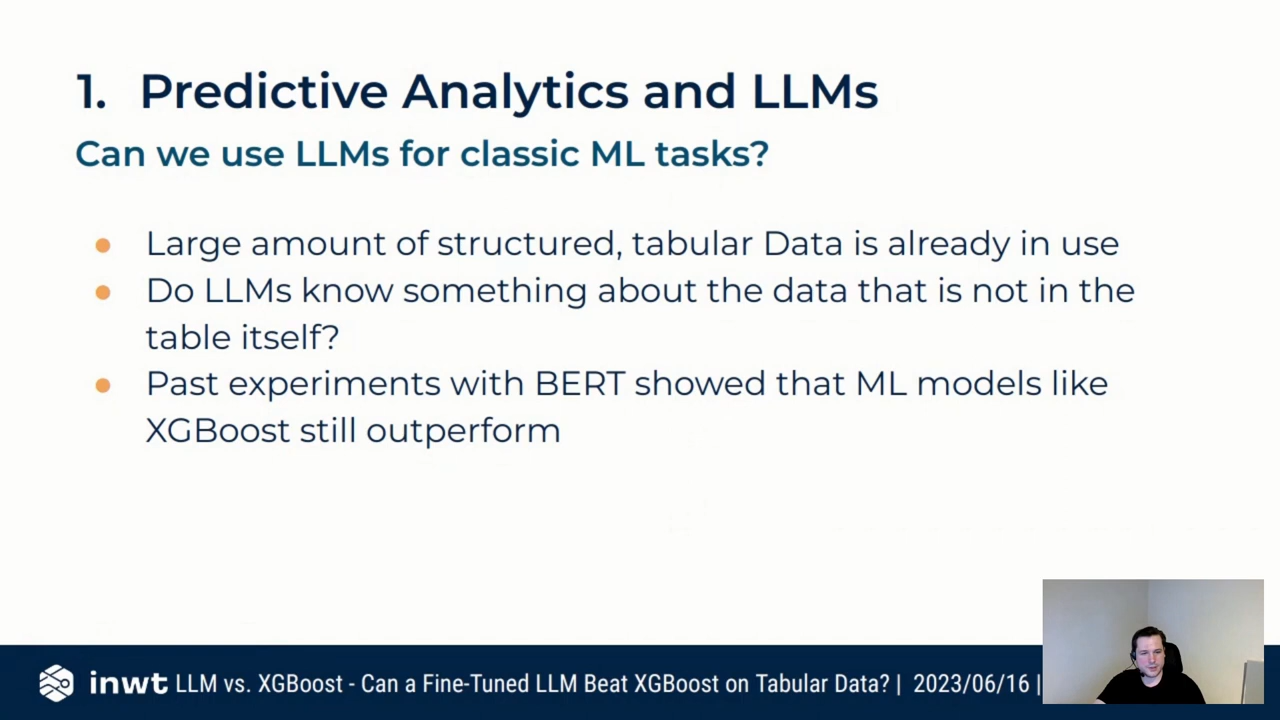 1. Predictive Analytics and LLMs
Can we use LLMs for classic ML tasks?
● Large amount of structured, tabular Data is already in use
● Do LLMs know something about the data that is not in the
table itself?
● Past experiments with BERT showed that ML models like
XGBoost still outperform
inwt LLM vs. XGBoost - Can a Fine-Tuned LLM Beat XGBoost on Tabular Data? | 2023/06/16 |